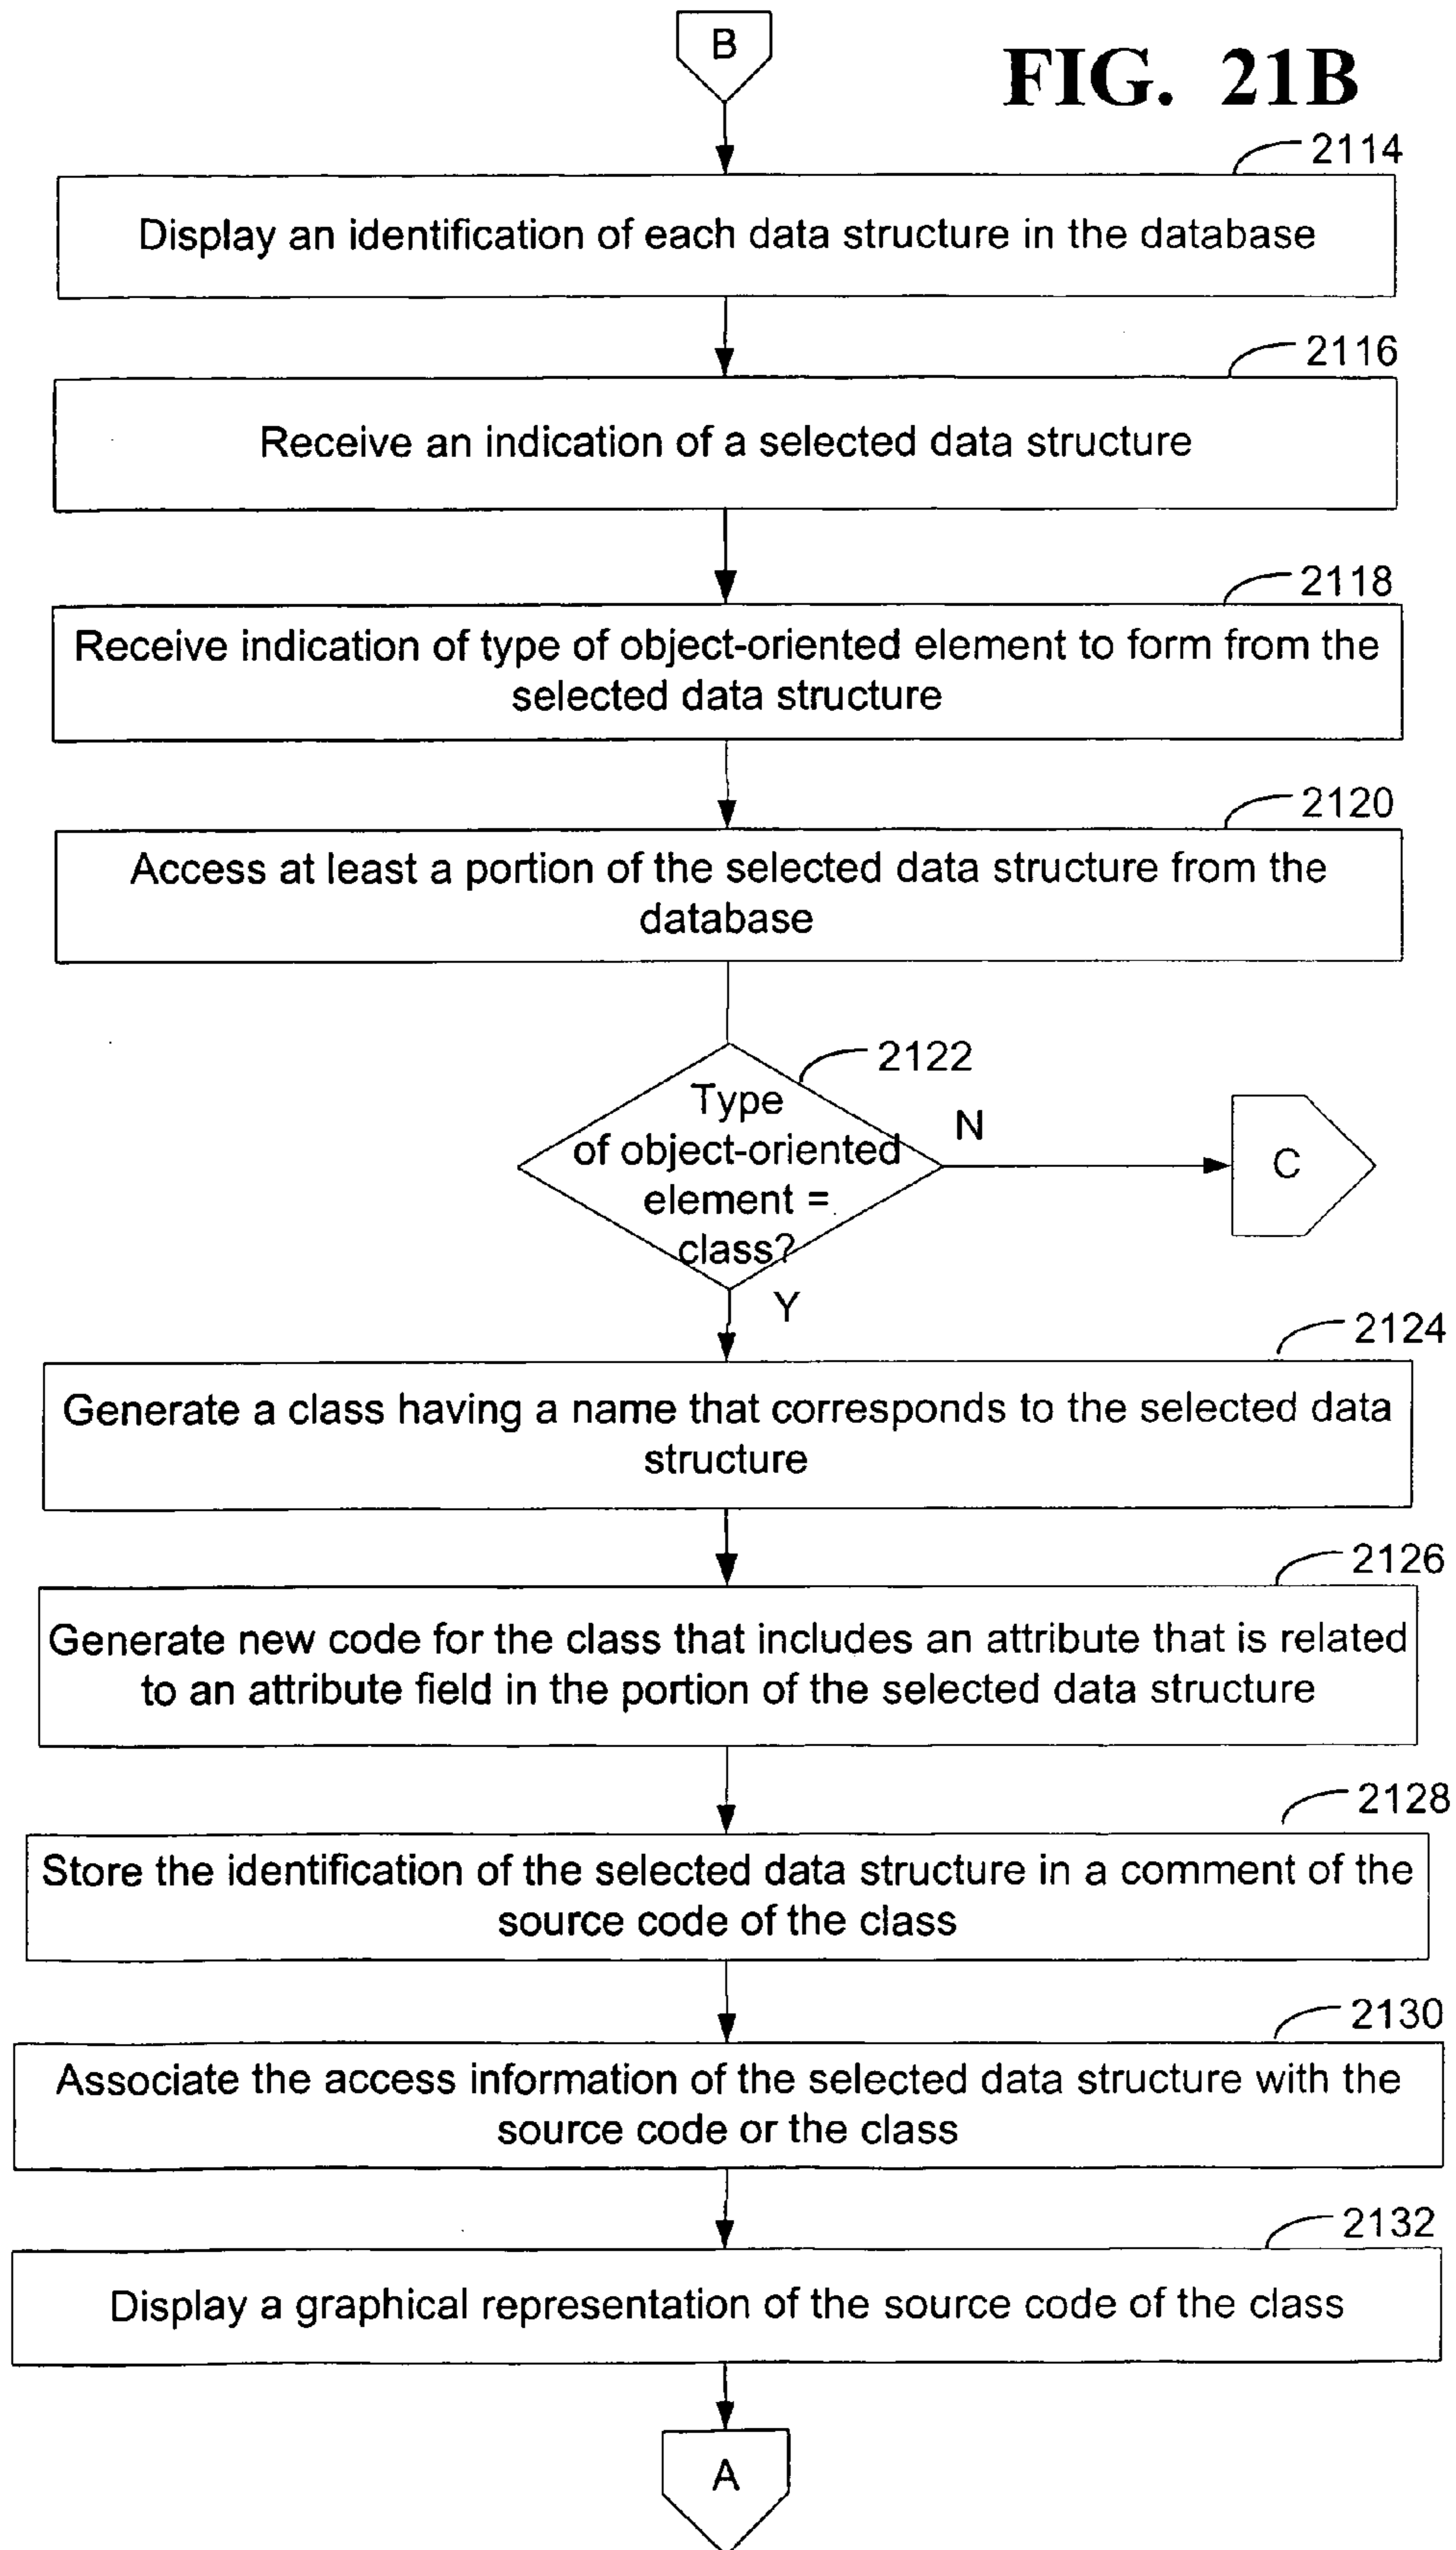 B
FIG. 21B
2114
Display an identification of each data structure in the database
2116
Receive an indication of a selected data structure
2118
Receive indication of type of object-oriented element to form from the
selected data structure
2120
Access at least a portion of the selected data structure from the
database
2122
Type
of object-oriented
element =
class?
N
C
Y
2124
Generate a class having a name that corresponds to the selected data
structure
2126
Generate new code for the class that includes an attribute that is related
to an attribute field in the portion of the selected data structure
2128
Store the identification of the selected data structure in a comment of the
source code of the class
2130
Associate the access information of the selected data structure with the
source code or the class
2132
Display a graphical representation of the source code of the class
A